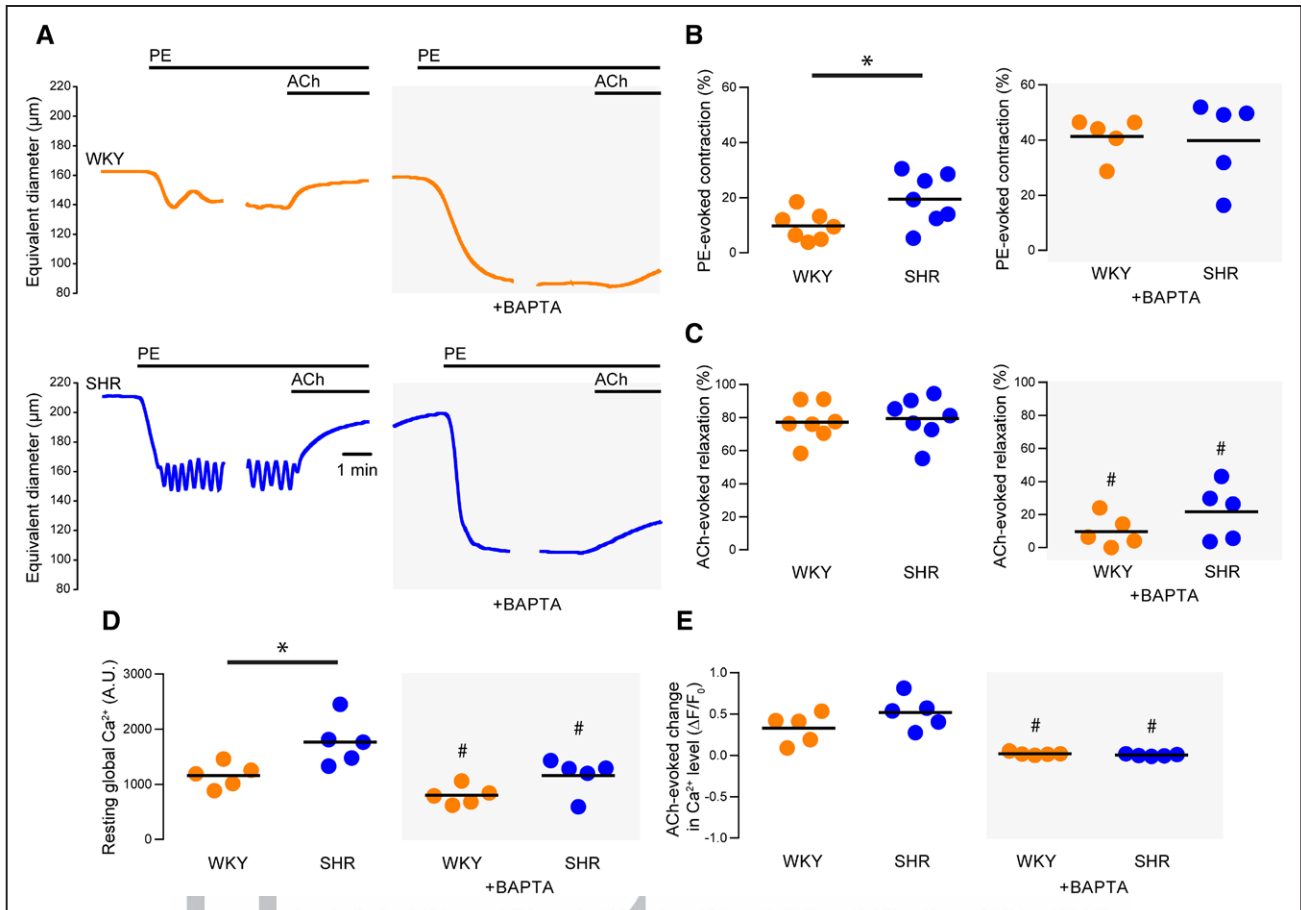 A
PE
ACh
PE
ACh
Equivalent diameter (μm)
220
200
180
160
140
120
100
80
WKY
+BAPTA
PE
ACh
PE
ACh
Equivalent diameter (μm)
220
200
180
160
140
120
100
80
SHR
1 min
+BAPTA
B
PE-evoked contraction (%)
60
40
20
0
*
WKY
SHR
PE-evoked contraction (%)
60
40
20
0
WKY
SHR
+BAPTA
C
ACh-evoked relaxation (%)
100
80
60
40
20
0
WKY
SHR
ACh-evoked relaxation (%)
100
80
60
40
20
0
#
#
WKY
SHR
+BAPTA
D
Resting global Ca²⁺ (A.U.)
3000
2000
1000
0
*
WKY
SHR
#
#
WKY
SHR
+BAPTA
E
ACh-evoked change
in Ca²⁺ level (ΔF/F₀)
1.0
0.5
0.0
-0.5
-1.0
WKY
SHR
#
#
WKY
SHR
+BAPTA